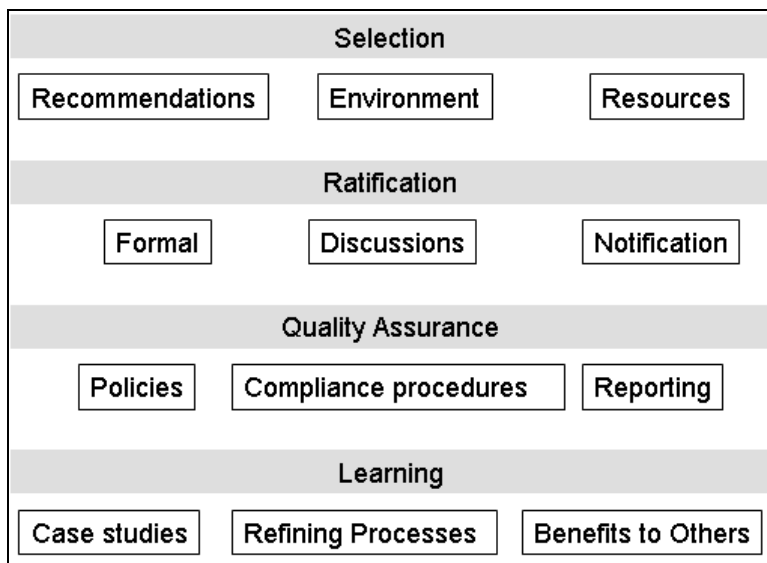 Selection
Recommendations Environment Resources
Ratification
Formal Discussions Notification
Quality Assurance
Policies Compliance procedures Reporting
Learning
Case studies Refining Processes Benefits to Others